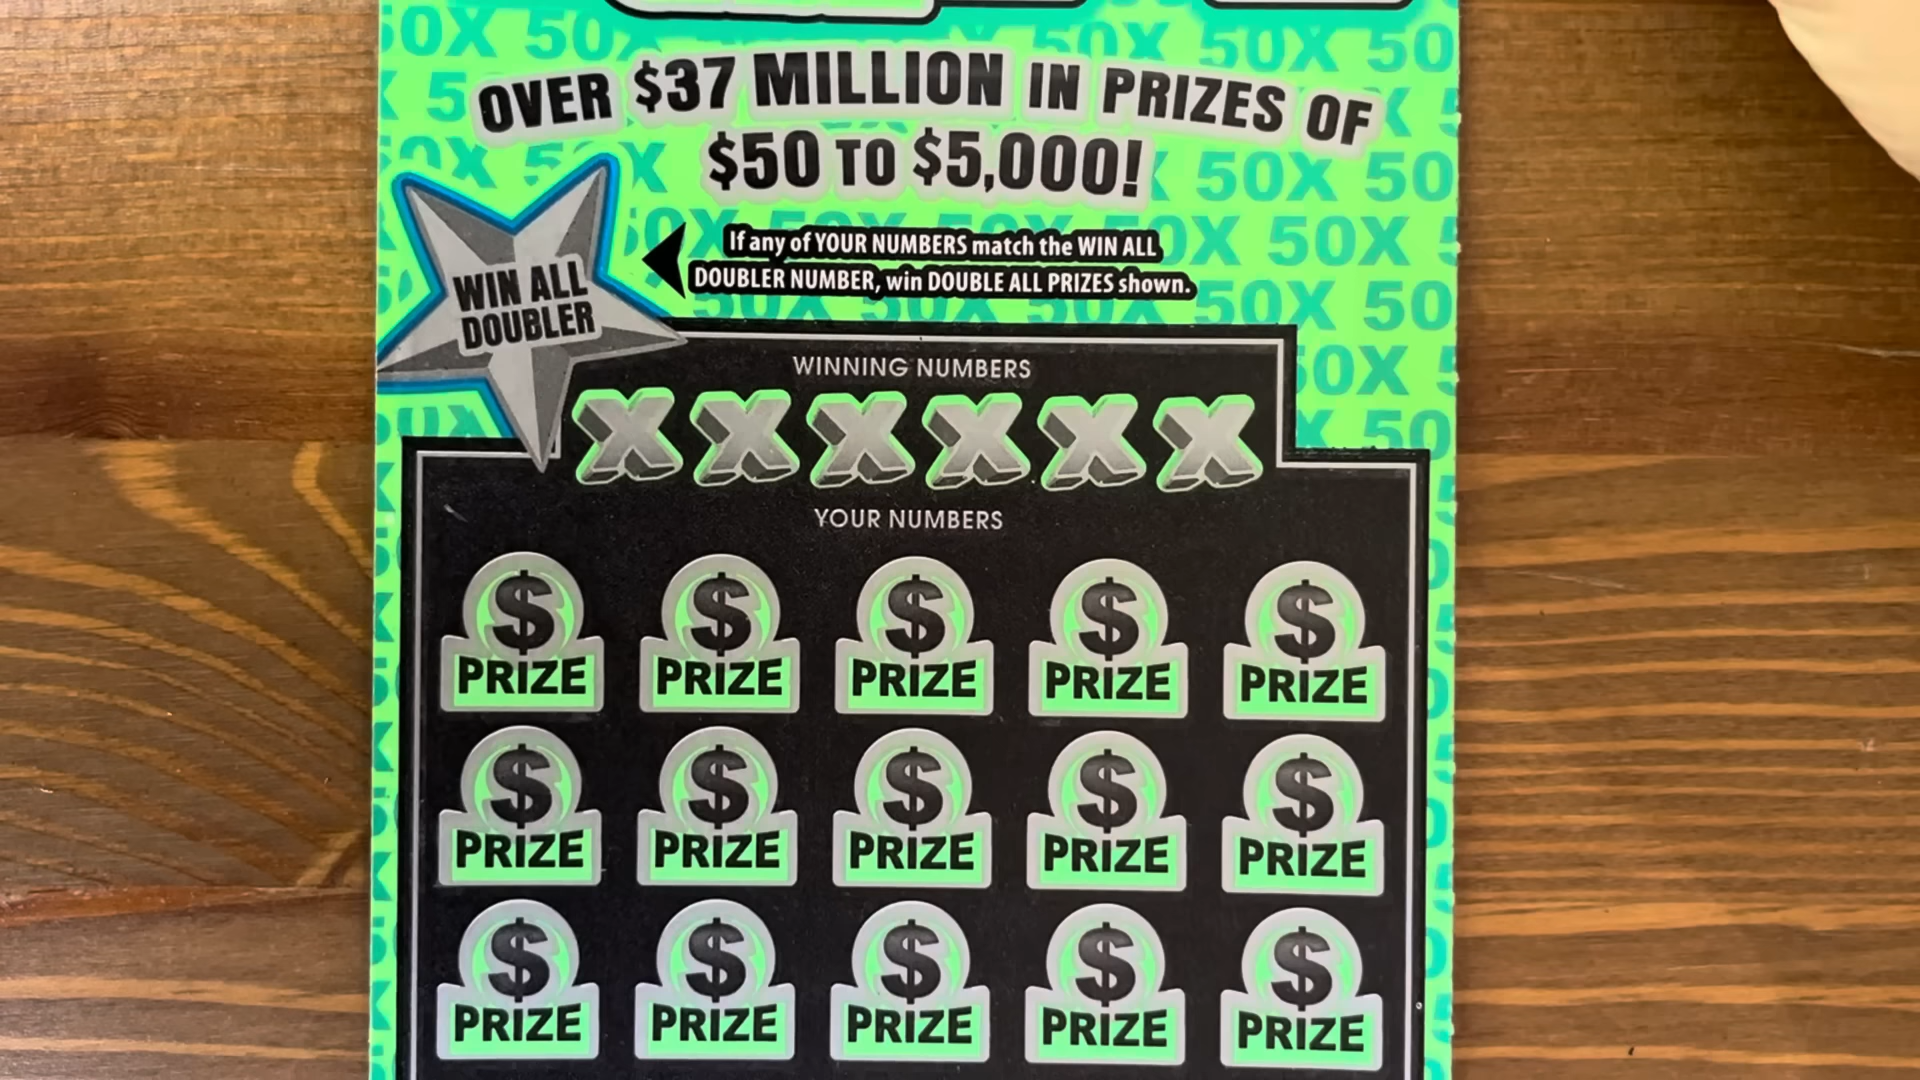 OVER $37 MILLION IN PRIZES OF
$50 TO $5,000!
If any of YOUR NUMBERS match the WIN ALL
DOUBLER NUMBER, win DOUBLE ALL PRIZES shown.
WIN ALL
DOUBLER
WINNING NUMBERS
X X X X X X
YOUR NUMBERS
$ $ $ $ $
PRIZE PRIZE PRIZE PRIZE PRIZE
$ $ $ $ $
PRIZE PRIZE PRIZE PRIZE PRIZE
$ $ $ $ $
PRIZE PRIZE PRIZE PRIZE PRIZE